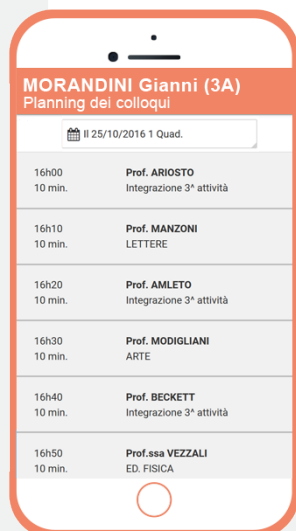 MORANDINI Gianni (3A)
Planning dei colloqui
Il 25/10/2016 1 Quad.
16h00 Prof. ARIOSTO
10 min. Integrazione 3^ attività
16h10 Prof. MANZONI
10 min. LETTERE
16h20 Prof. AMLETO
10 min. Integrazione 3^ attività
16h30 Prof. MODIGLIANI
10 min. ARTE
16h40 Prof. BECKETT
10 min. Integrazione 3^ attività
16h50 Prof.ssa VEZZALI
10 min. ED. FISICA